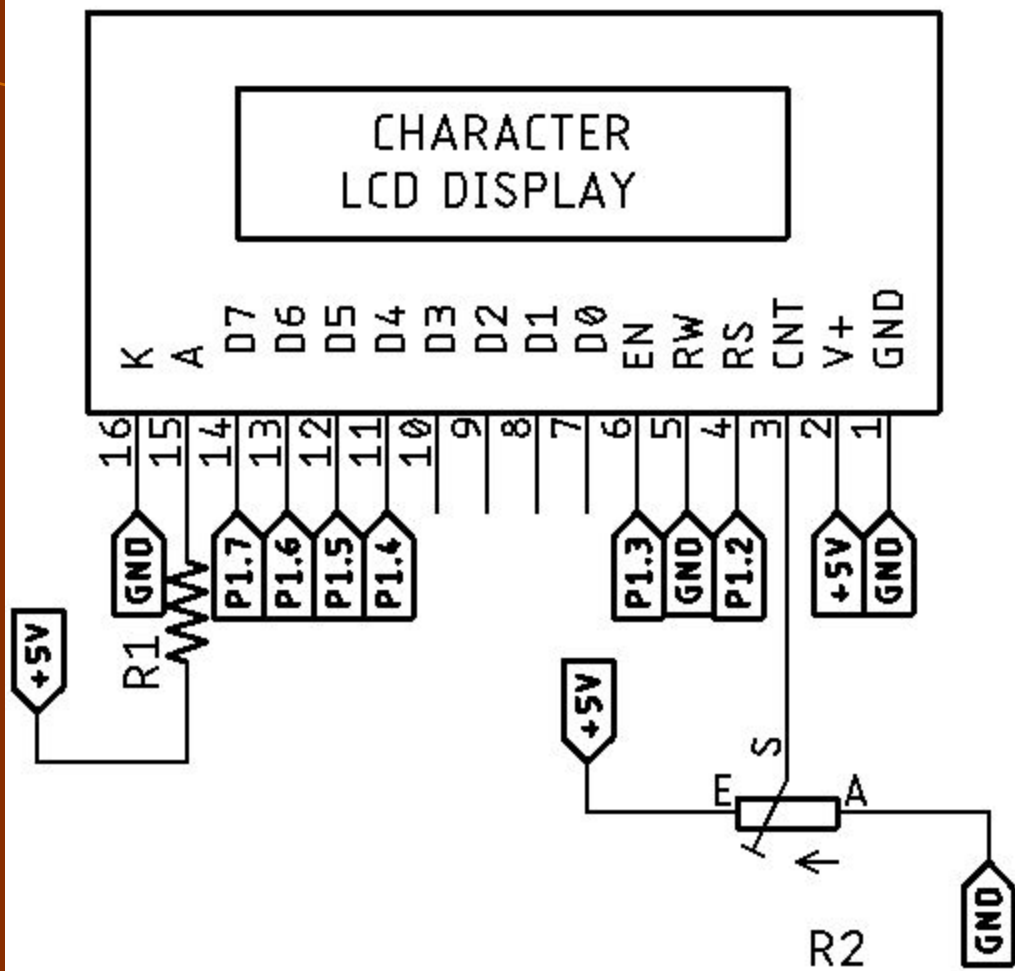 CHARACTER
LCD DISPLAY
K A D7 D6 D5 D4 D3 D2 D1 D0 EN RW RS CNT V+ GND
16 15 14 13 12 11 10 9 8 7 6 5 4 3 2 1
GND P1.7 P1.6 P1.5 P1.4 P1.3 GND P1.2 +5V GND
+5V R1
+5V S
E A
GND
R2